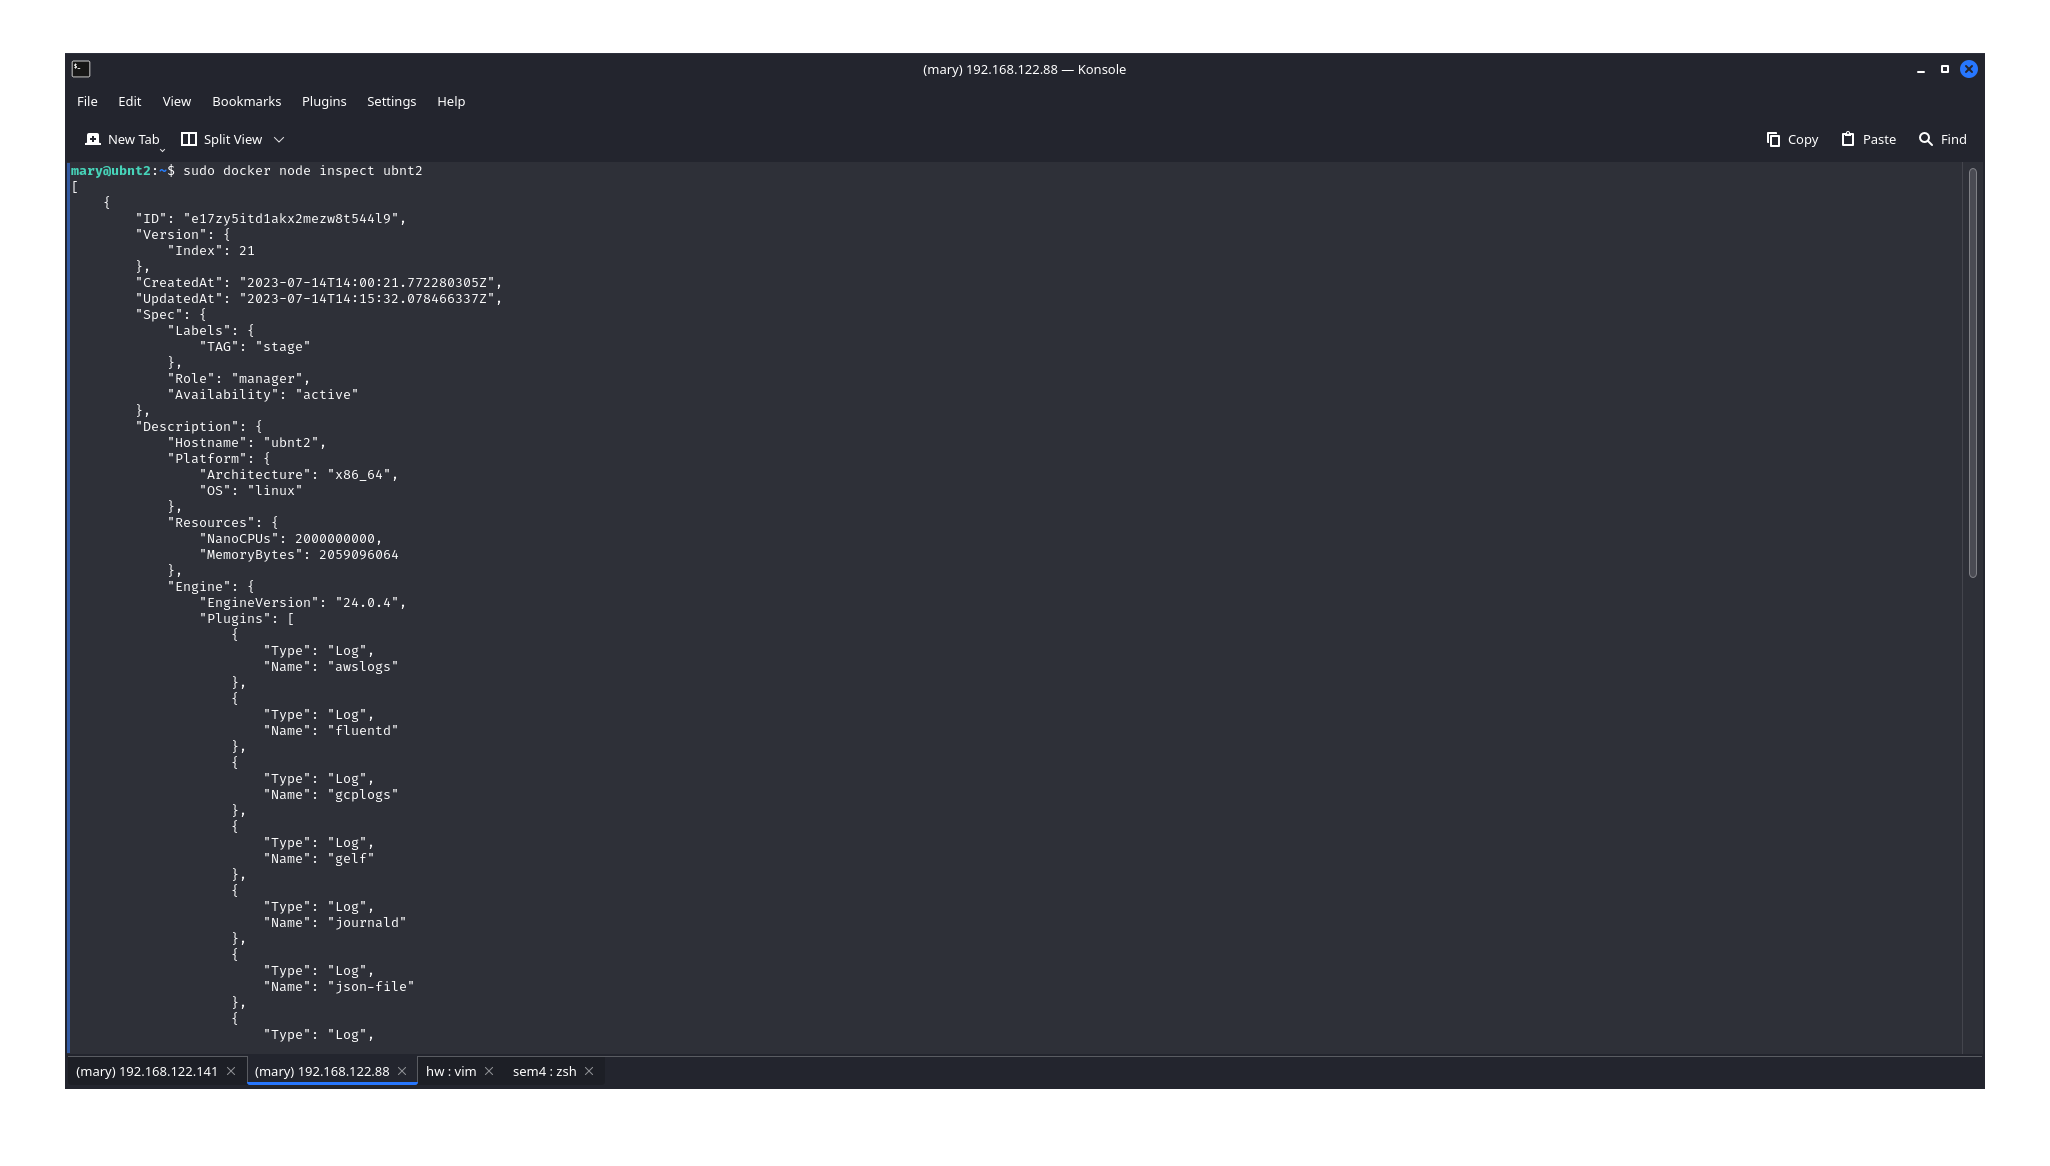 (mary) 192.168.122.88 — Konsole
File Edit View Bookmarks Plugins Settings Help
New Tab Split View Copy Paste Find
mary@ubnt2:~$ sudo docker node inspect ubnt2
[
    {
        "ID": "e17zy5itd1akx2mezw8t544l9",
        "Version": {
            "Index": 21
        },
        "CreatedAt": "2023-07-14T14:00:21.772280305Z",
        "UpdatedAt": "2023-07-14T14:15:32.078466337Z",
        "Spec": {
            "Labels": {
                "TAG": "stage"
            },
            "Role": "manager",
            "Availability": "active"
        },
        "Description": {
            "Hostname": "ubnt2",
            "Platform": {
                "Architecture": "x86_64",
                "OS": "linux"
            },
            "Resources": {
                "NanoCPUs": 2000000000,
                "MemoryBytes": 2059096064
            },
            "Engine": {
                "EngineVersion": "24.0.4",
                "Plugins": [
                    {
                        "Type": "Log",
                        "Name": "awslogs"
                    },
                    {
                        "Type": "Log",
                        "Name": "fluentd"
                    },
                    {
                        "Type": "Log",
                        "Name": "gcplogs"
                    },
                    {
                        "Type": "Log",
                        "Name": "gelf"
                    },
                    {
                        "Type": "Log",
                        "Name": "journald"
                    },
                    {
                        "Type": "Log",
                        "Name": "json-file"
                    },
                    {
                        "Type": "Log",
(mary) 192.168.122.141 (mary) 192.168.122.88 hw : vim sem4 : zsh